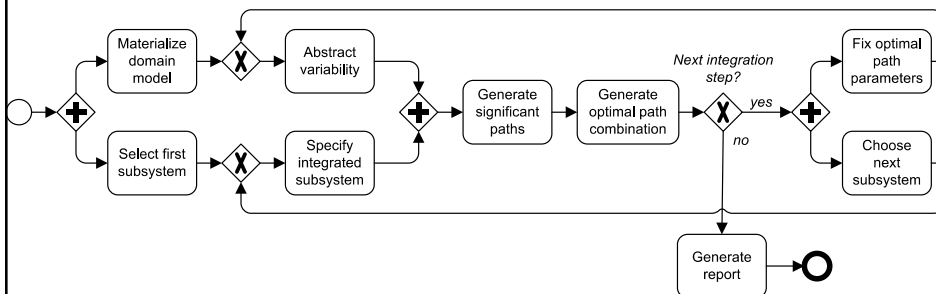 Materialize
domain
model
Abstract
variability
Select first
subsystem
Specify
integrated
subsystem
Generate
significant
paths
Generate
optimal path
combination
Next integration
step?
yes
no
Fix optimal
path
parameters
Choose
next
subsystem
Generate
report